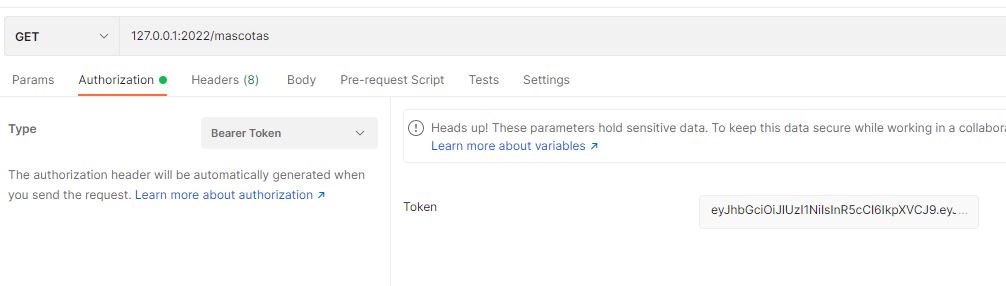 GET 127.0.0.1:2022/mascotas
Params Authorization Headers (8) Body Pre-request Script Tests Settings
Type Bearer Token
Heads up! These parameters hold sensitive data. To keep this data secure while working in a collabora
Learn more about variables ↗
The authorization header will be automatically generated when
you send the request. Learn more about authorization ↗
Token eyJhbGciOiJIUzI1NiIsInR5cCI6IkpXVCJ9.ey. ...